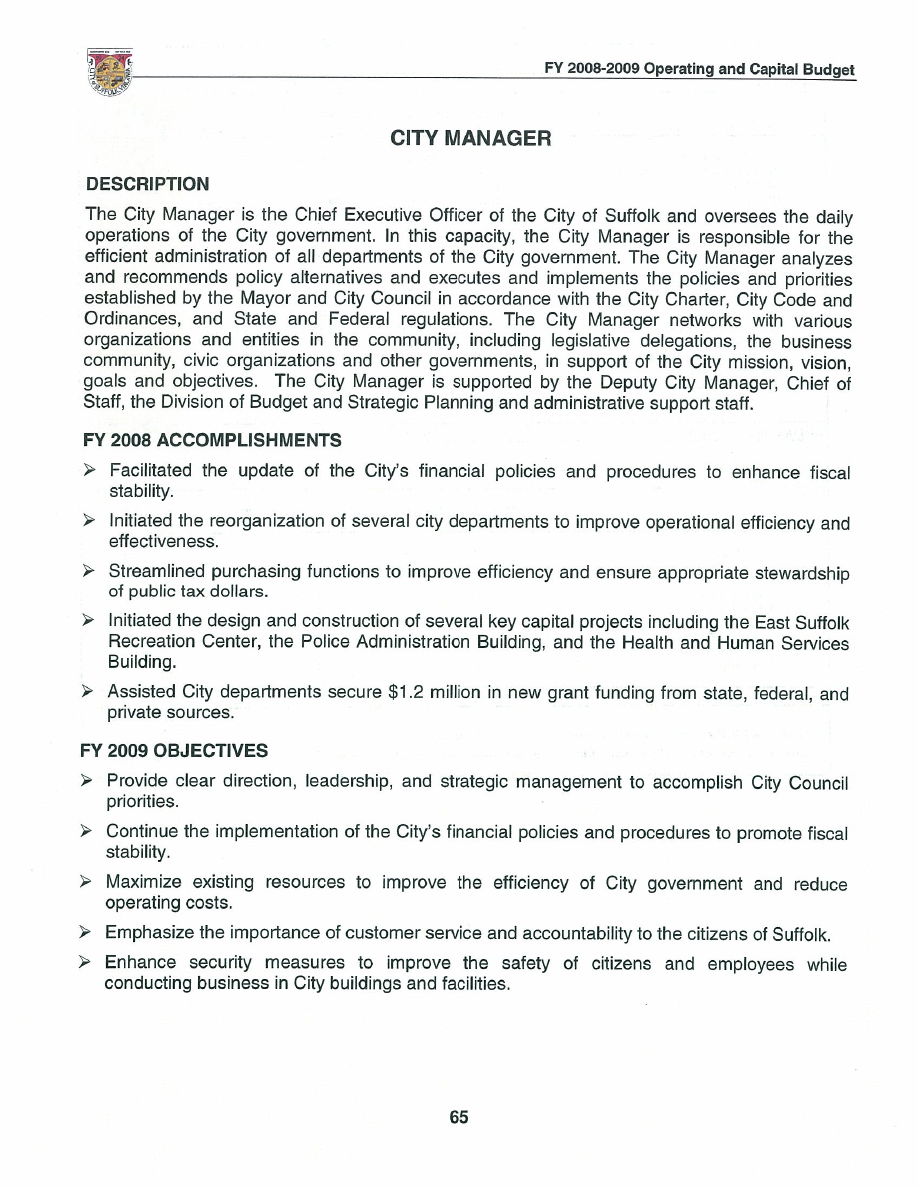 FY 2008-2009 Operating and Capital Budget
CITY MANAGER
DESCRIPTION
The City Manager is the Chief Executive Officer of the City of Suffolk and oversees the daily
operations of the City government. In this capacity, the City Manager is responsible for the
efficient administration of all departments of the City government. The City Manager analyzes
and recommends policy alternatives and executes and implements the policies and priorities
established by the Mayor and City Council in accordance with the City Charter, City Code and
Ordinances, and State and Federal regulations. The City Manager networks with various
organizations and entities in the community, including legislative delegations, the business
community, civic organizations and other governments, in support of the City mission, vision,
goals and objectives. The City Manager is supported by the Deputy City Manager, Chief of
Staff, the Division of Budget and Strategic Planning and administrative support staff.
FY 2008 ACCOMPLISHMENTS
➢ Facilitated the update of the City's financial policies and procedures to enhance fiscal
stability.
➢ Initiated the reorganization of several city departments to improve operational efficiency and
effectiveness.
➢ Streamlined purchasing functions to improve efficiency and ensure appropriate stewardship
of public tax dollars.
➢ Initiated the design and construction of several key capital projects including the East Suffolk
Recreation Center, the Police Administration Building, and the Health and Human Services
Building.
➢ Assisted City departments secure $1.2 million in new grant funding from state, federal, and
private sources.
FY 2009 OBJECTIVES
➢ Provide clear direction, leadership, and strategic management to accomplish City Council
priorities.
➢ Continue the implementation of the City's financial policies and procedures to promote fiscal
stability.
➢ Maximize existing resources to improve the efficiency of City government and reduce
operating costs.
➢ Emphasize the importance of customer service and accountability to the citizens of Suffolk.
➢ Enhance security measures to improve the safety of citizens and employees while
conducting business in City buildings and facilities.
65